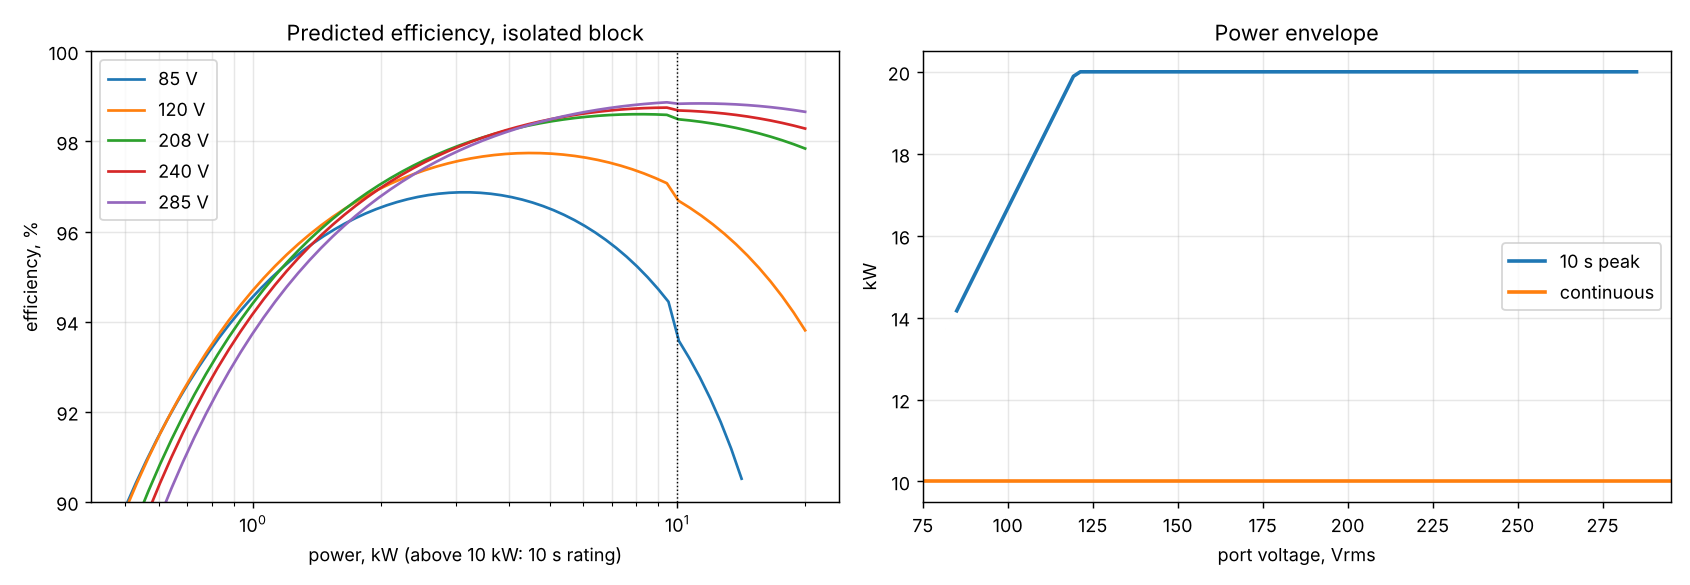 Predicted efficiency, isolated block
100
98
96
94
92
90
efficiency, %
85 V
120 V
208 V
240 V
285 V
10⁰
10¹
power, kW (above 10 kW: 10 s rating)
Power envelope
20
18
16
14
12
10
kW
10 s peak
continuous
75
100
125
150
175
200
225
250
275
port voltage, Vrms